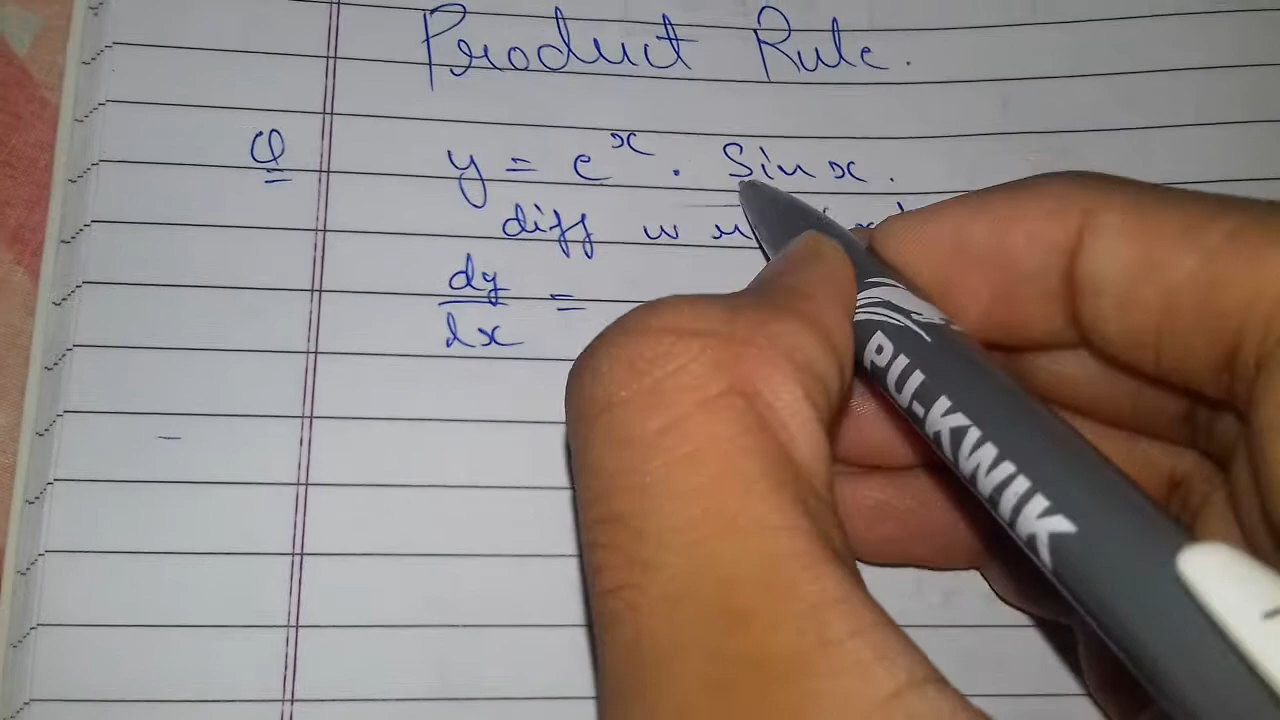 Product Rule.
Q y = e^x . Sin x .
diff w
dy/dx =
PU-KWIK